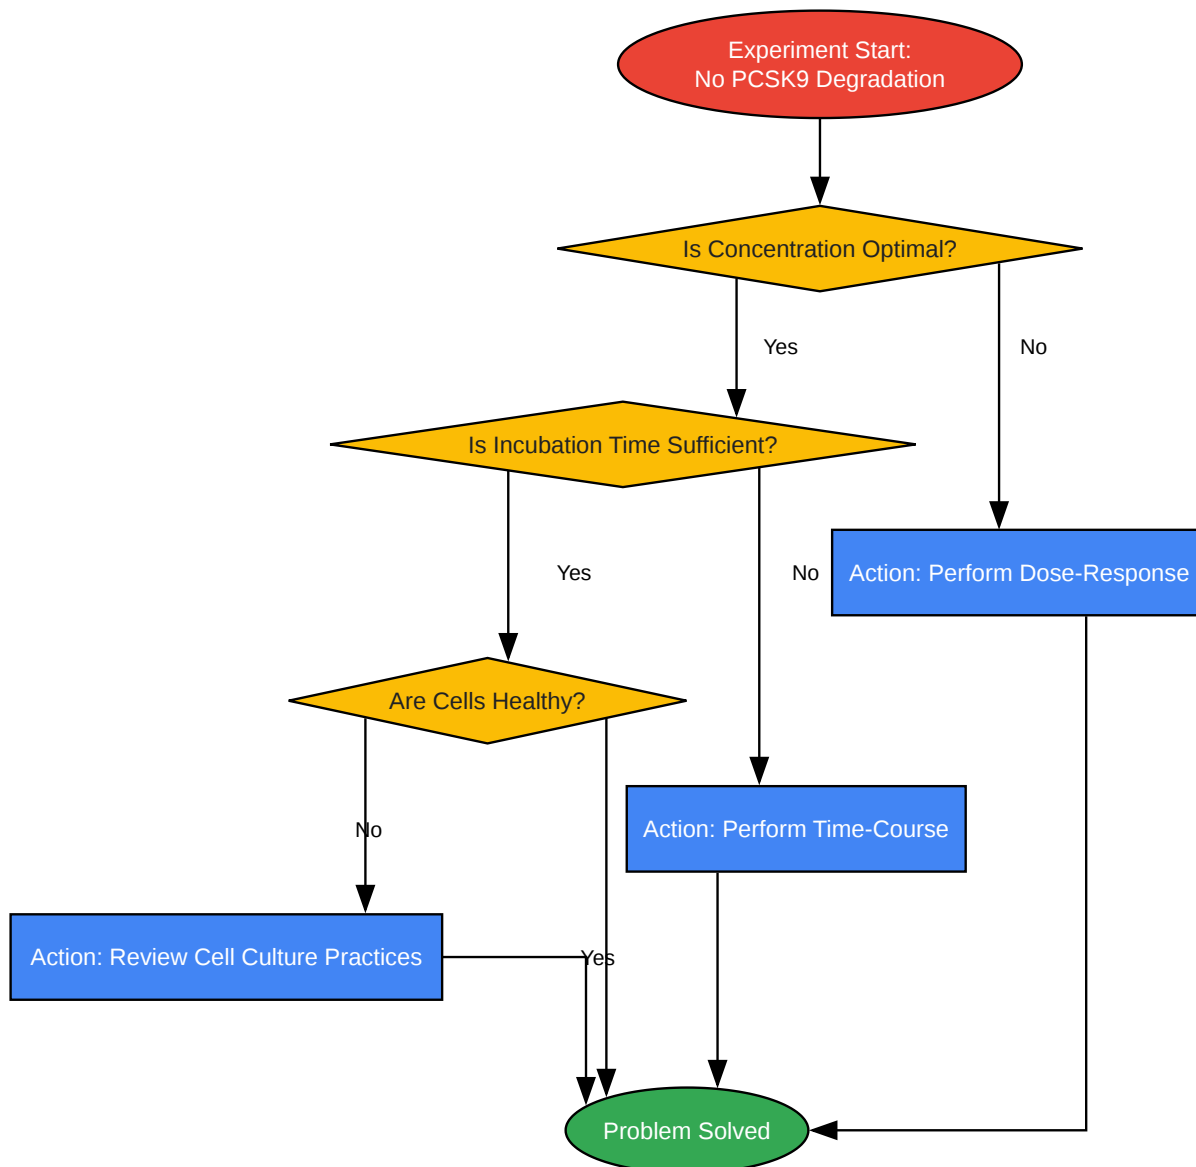 Experiment Start:
No PCSK9 Degradation
Is Concentration Optimal?
Yes
No
Is Incubation Time Sufficient?
Yes
No
Action: Perform Dose-Response
Are Cells Healthy?
No
Action: Perform Time-Course
Action: Review Cell Culture Practices
Yes
Problem Solved